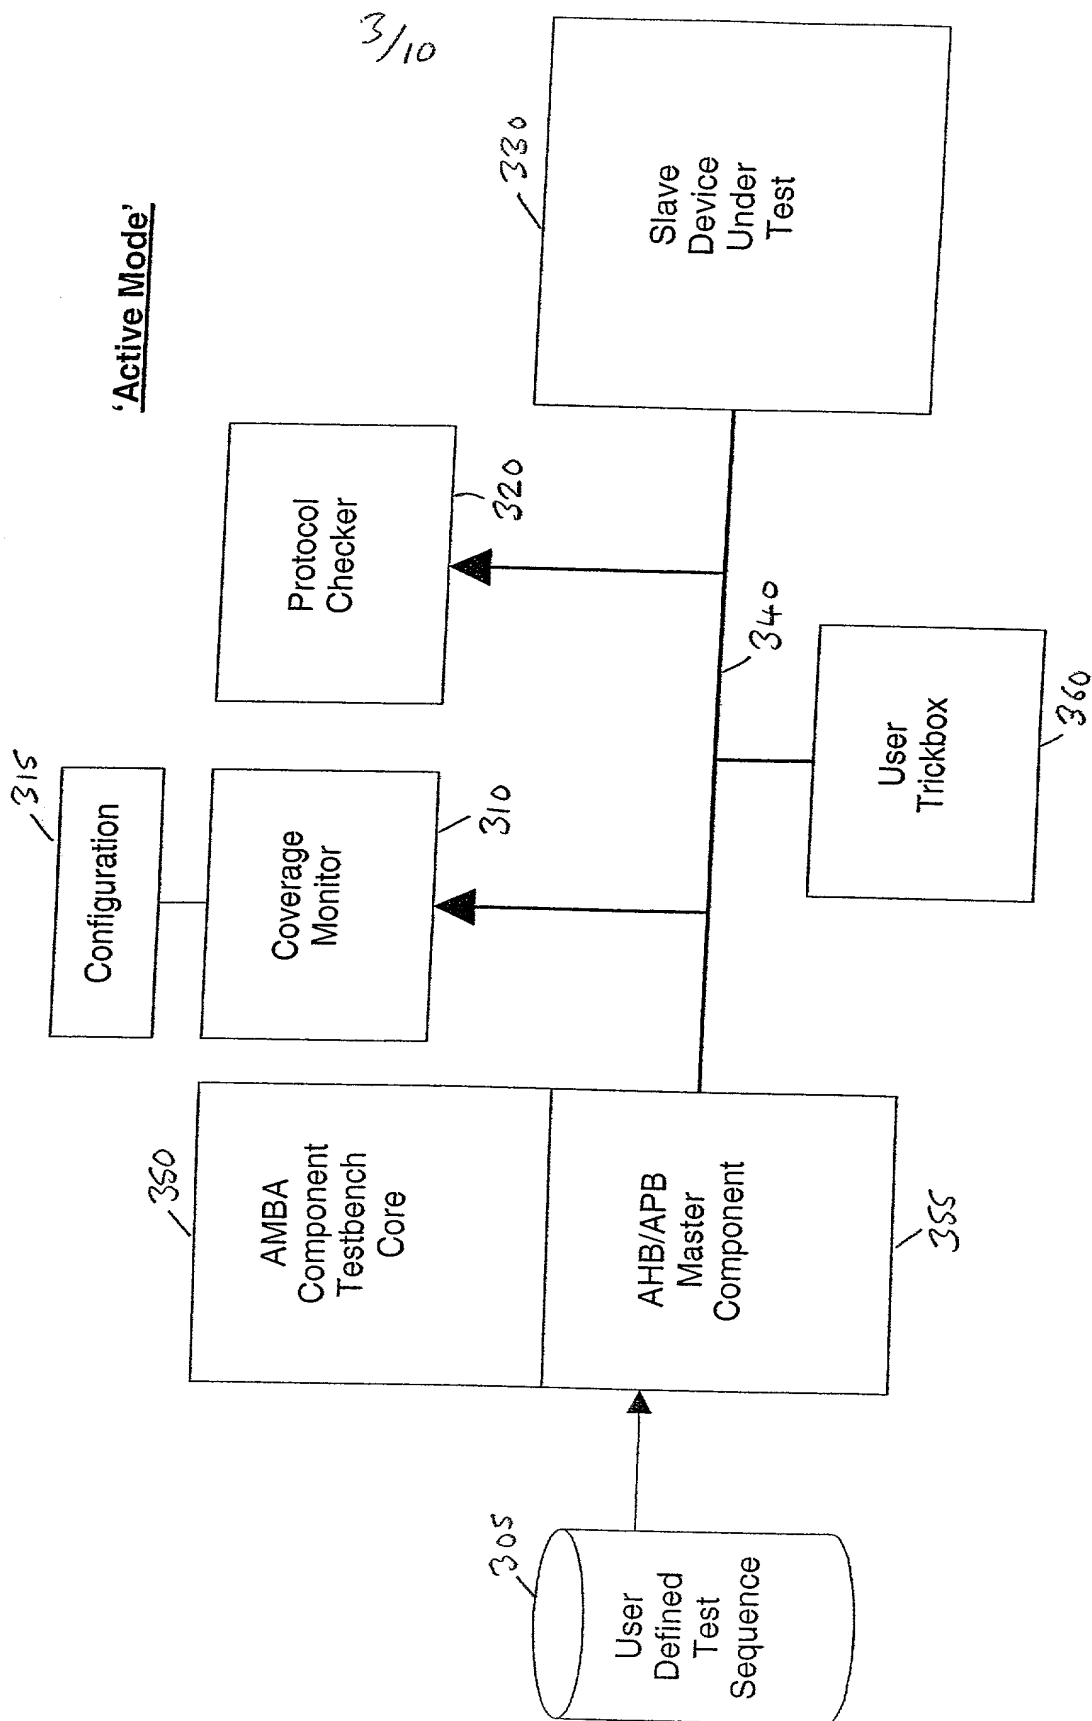 3/10
'Active Mode'
315
Configuration
310
Coverage
Monitor
320
Protocol
Checker
330
Slave
Device
Under
Test
350
AMBA
Component
Testbench
Core
AHB/APB
Master
Component
355
340
305
User
Defined
Test
Sequence
User
Trickbox
360